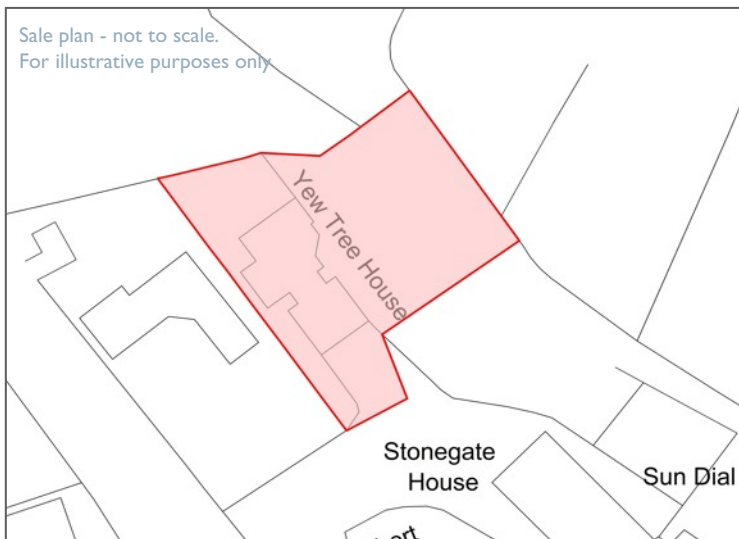 Sale plan - not to scale.
For illustrative purposes only
Yew Tree House
Stonegate
House
Sun Dial